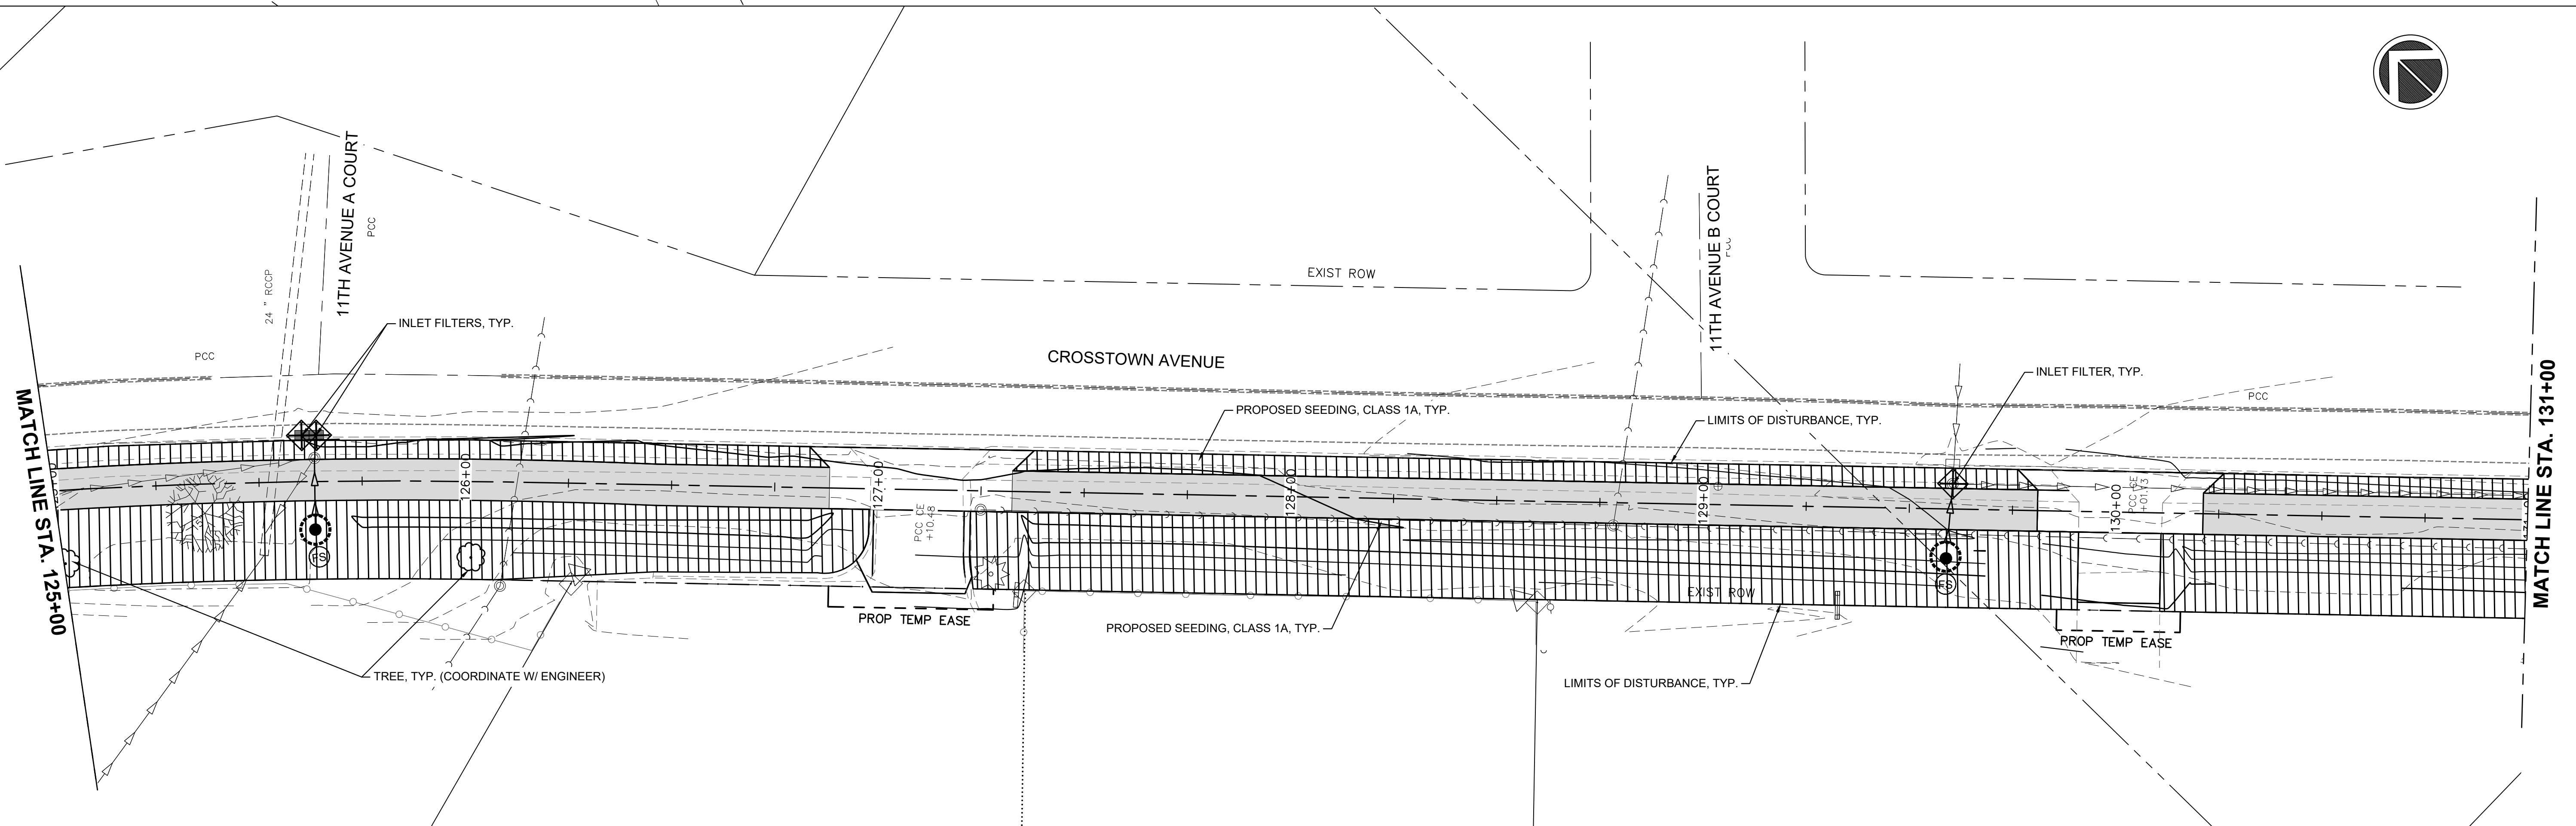 11TH AVENUE A COURT
PCC
24 " RCCP
11TH AVENUE B COURT
EXIST ROW
INLET FILTERS, TYP.
PCC
CROSSTOWN AVENUE
INLET FILTER, TYP.
PCC
MATCH LINE STA. 125+00
MATCH LINE STA. 131+00
PROPOSED SEEDING, CLASS 1A, TYP.
LIMITS OF DISTURBANCE, TYP.
126+00
127+00
128+00
129+00
130+00
PCC CE
+10.48
PCC CE
+01.13
FS
FS
EXIST ROW
PROP TEMP EASE
PROPOSED SEEDING, CLASS 1A, TYP.
PROP TEMP EASE
TREE, TYP. (COORDINATE W/ ENGINEER)
LIMITS OF DISTURBANCE, TYP.